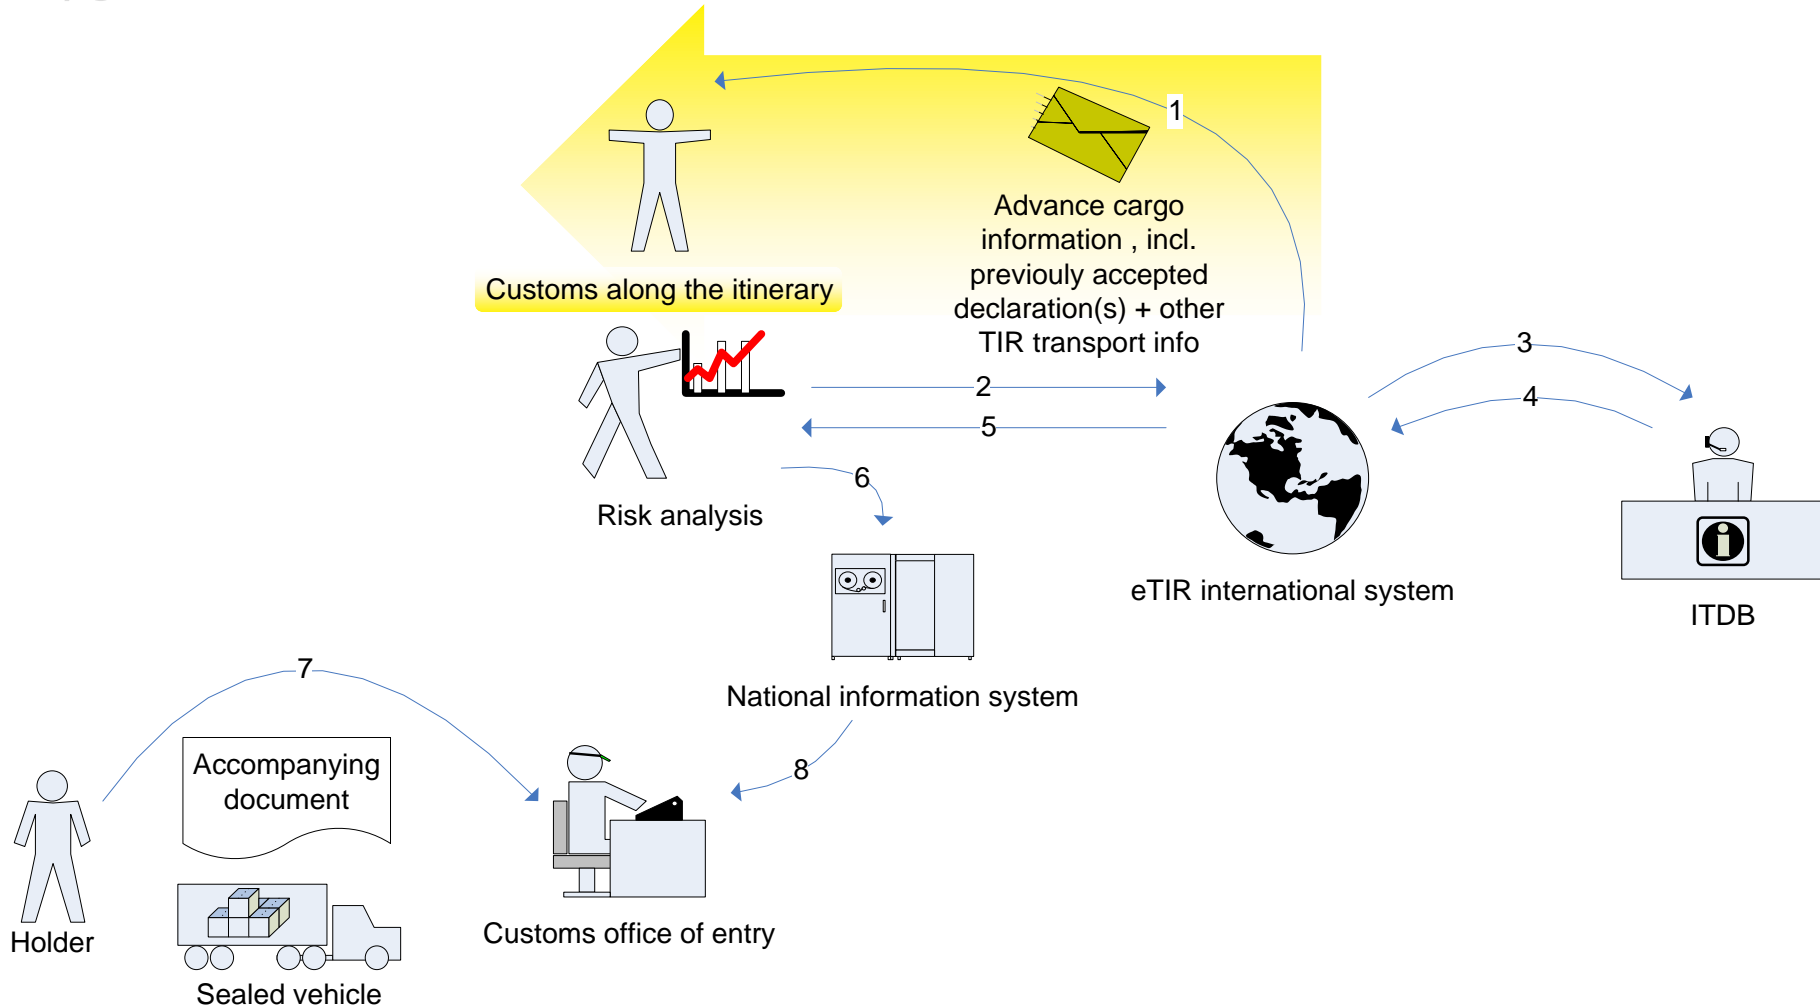 1
Advance cargo
information , incl.
previouly accepted
declaration(s) + other
TIR transport info
Customs along the itinerary
2
3
4
5
6
Risk analysis
eTIR international system
ITDB
National information system
7
8
Accompanying
document
Holder
Customs office of entry
Sealed vehicle